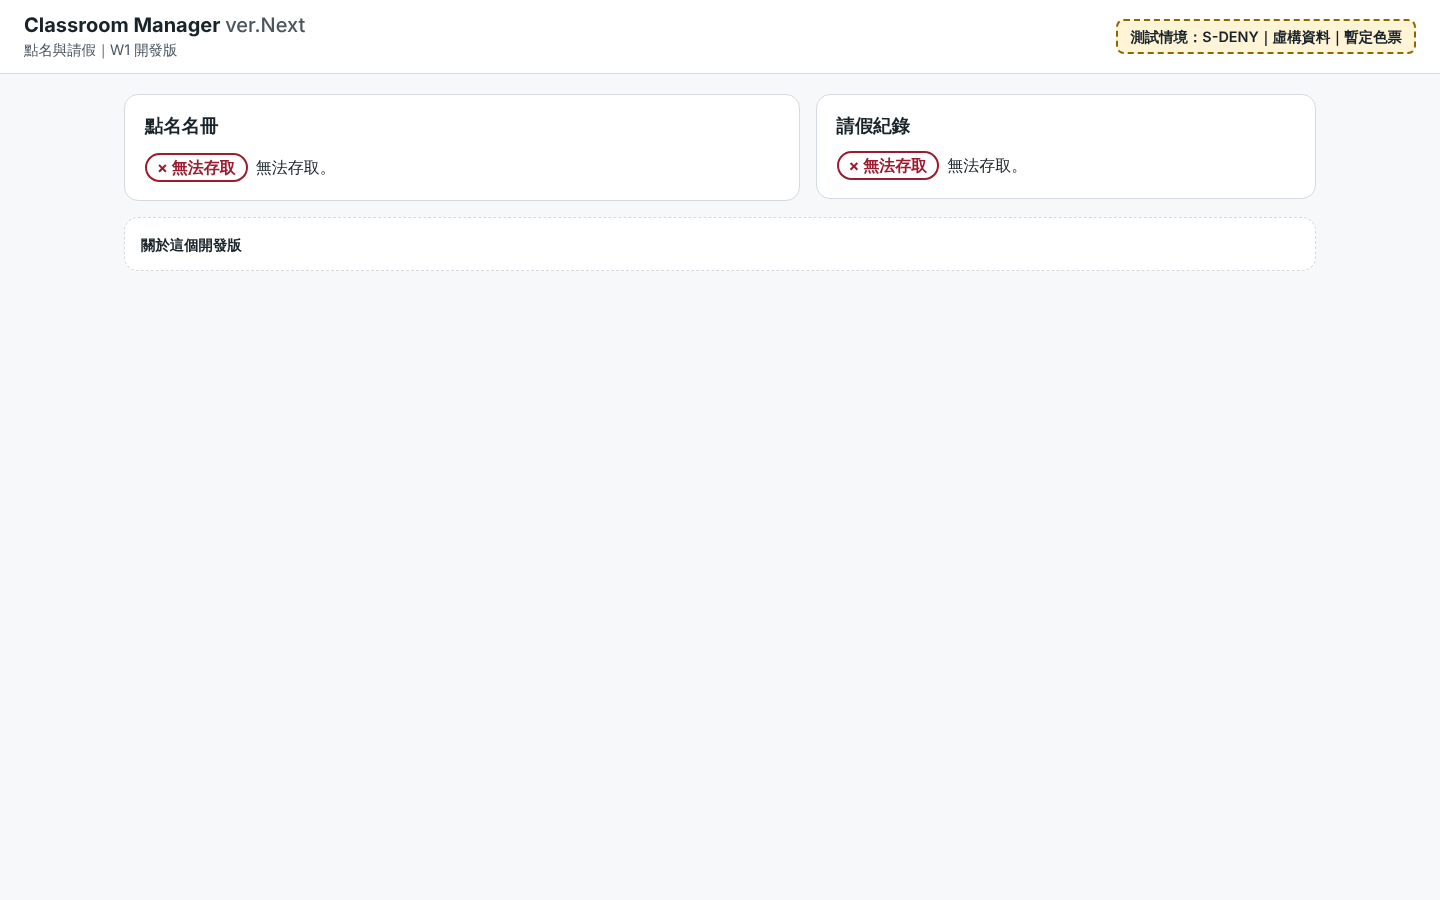 Classroom Manager ver.Next
點名與請假｜W1 開發版
測試情境：S-DENY｜虛構資料｜暫定色票
點名名冊
× 無法存取 無法存取。
請假紀錄
× 無法存取 無法存取。
關於這個開發版